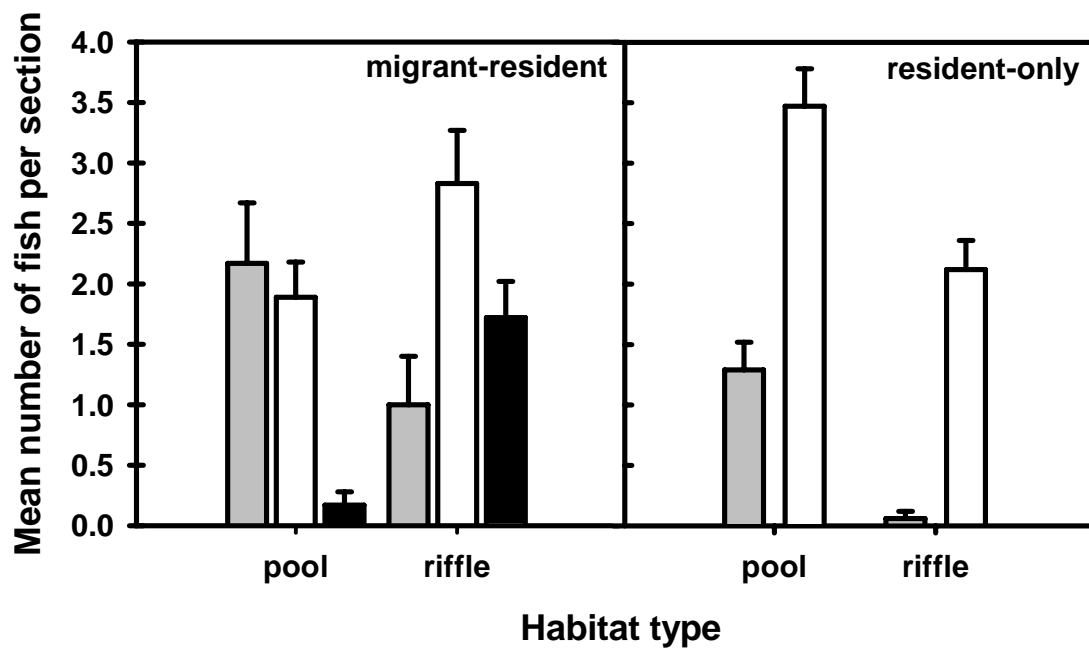 Mean number of fish per section
4.0
3.5
3.0
2.5
2.0
1.5
1.0
0.5
0.0
migrant-resident
resident-only
pool riffle pool riffle
Habitat type